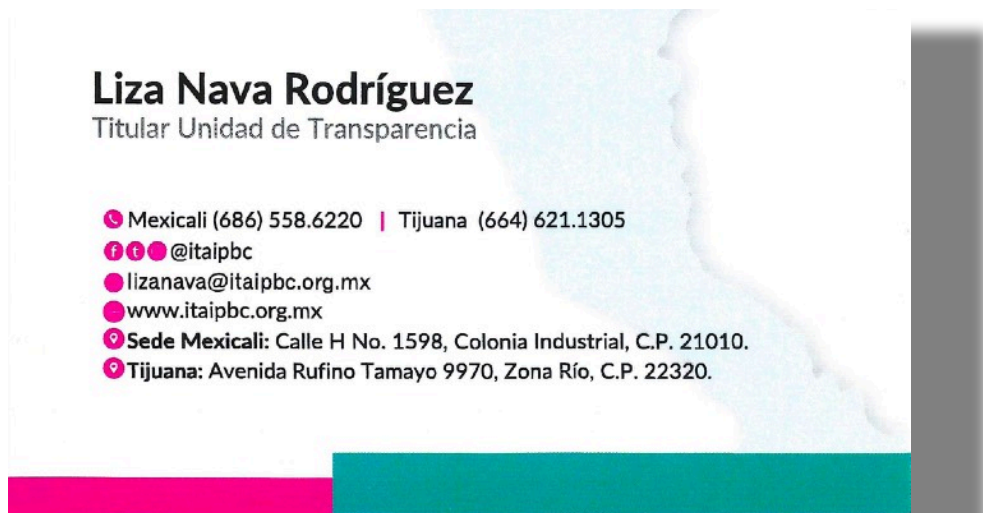 Liza Nava Rodríguez
Titular Unidad de Transparencia
Mexicali (686) 558.6220 | Tijuana (664) 621.1305
@itaipbc
lizanava@itaipbc.org.mx
www.itaipbc.org.mx
Sede Mexicali: Calle H No. 1598, Colonia Industrial, C.P. 21010.
Tijuana: Avenida Rufino Tamayo 9970, Zona Río, C.P. 22320.